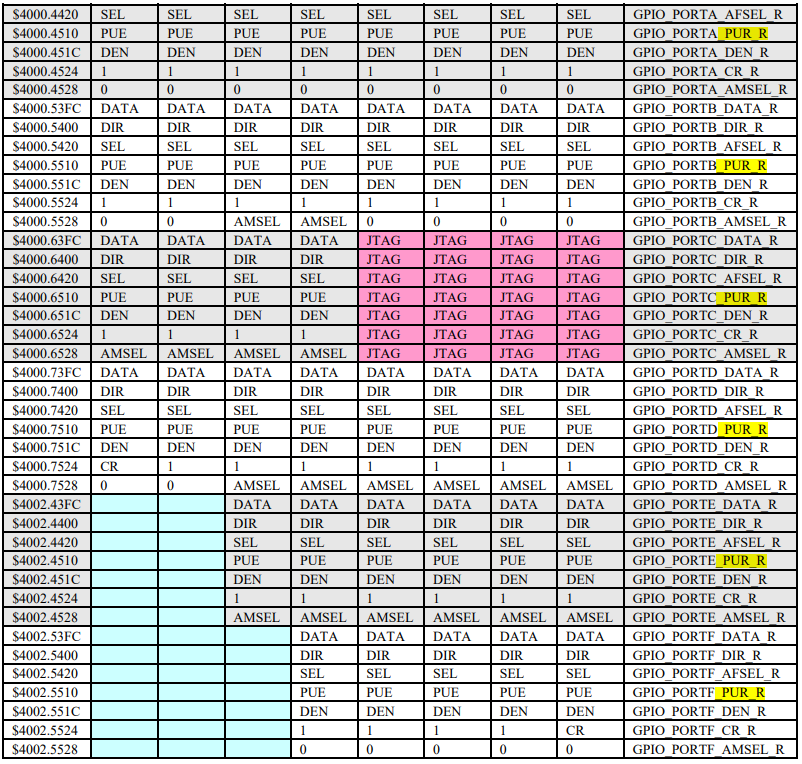 $4000.4420 SEL SEL SEL SEL SEL SEL SEL SEL GPIO_PORTA_AFSEL_R
$4000.4510 PUE PUE PUE PUE PUE PUE PUE PUE GPIO_PORTA_PUR_R
$4000.451C DEN DEN DEN DEN DEN DEN DEN DEN GPIO_PORTA_DEN_R
$4000.4524 1 1 1 1 1 1 1 1 GPIO_PORTA_CR_R
$4000.4528 0 0 0 0 0 0 0 0 GPIO_PORTA_AMSEL_R
$4000.53FC DATA DATA DATA DATA DATA DATA DATA DATA GPIO_PORTB_DATA_R
$4000.5400 DIR DIR DIR DIR DIR DIR DIR DIR GPIO_PORTB_DIR_R
$4000.5420 SEL SEL SEL SEL SEL SEL SEL SEL GPIO_PORTB_AFSEL_R
$4000.5510 PUE PUE PUE PUE PUE PUE PUE PUE GPIO_PORTB_PUR_R
$4000.551C DEN DEN DEN DEN DEN DEN DEN DEN GPIO_PORTB_DEN_R
$4000.5524 1 1 1 1 1 1 1 1 GPIO_PORTB_CR_R
$4000.5528 0 0 AMSEL AMSEL 0 0 0 0 GPIO_PORTB_AMSEL_R
$4000.63FC DATA DATA DATA DATA JTAG JTAG JTAG JTAG GPIO_PORTC_DATA_R
$4000.6400 DIR DIR DIR DIR JTAG JTAG JTAG JTAG GPIO_PORTC_DIR_R
$4000.6420 SEL SEL SEL SEL JTAG JTAG JTAG JTAG GPIO_PORTC_AFSEL_R
$4000.6510 PUE PUE PUE PUE JTAG JTAG JTAG JTAG GPIO_PORTC_PUR_R
$4000.651C DEN DEN DEN DEN JTAG JTAG JTAG JTAG GPIO_PORTC_DEN_R
$4000.6524 1 1 1 1 JTAG JTAG JTAG JTAG GPIO_PORTC_CR_R
$4000.6528 AMSEL AMSEL AMSEL AMSEL JTAG JTAG JTAG JTAG GPIO_PORTC_AMSEL_R
$4000.73FC DATA DATA DATA DATA DATA DATA DATA DATA GPIO_PORTD_DATA_R
$4000.7400 DIR DIR DIR DIR DIR DIR DIR DIR GPIO_PORTD_DIR_R
$4000.7420 SEL SEL SEL SEL SEL SEL SEL SEL GPIO_PORTD_AFSEL_R
$4000.7510 PUE PUE PUE PUE PUE PUE PUE PUE GPIO_PORTD_PUR_R
$4000.751C DEN DEN DEN DEN DEN DEN DEN DEN GPIO_PORTD_DEN_R
$4000.7524 CR 1 1 1 1 1 1 1 GPIO_PORTD_CR_R
$4000.7528 0 0 AMSEL AMSEL AMSEL AMSEL AMSEL AMSEL GPIO_PORTD_AMSEL_R
$4002.43FC DATA DATA DATA DATA DATA DATA GPIO_PORTE_DATA_R
$4002.4400 DIR DIR DIR DIR DIR DIR GPIO_PORTE_DIR_R
$4002.4420 SEL SEL SEL SEL SEL SEL GPIO_PORTE_AFSEL_R
$4002.4510 PUE PUE PUE PUE PUE PUE GPIO_PORTE_PUR_R
$4002.451C DEN DEN DEN DEN DEN DEN GPIO_PORTE_DEN_R
$4002.4524 1 1 1 1 1 1 GPIO_PORTE_CR_R
$4002.4528 AMSEL AMSEL AMSEL AMSEL AMSEL AMSEL GPIO_PORTE_AMSEL_R
$4002.53FC DATA DATA DATA DATA DATA GPIO_PORTF_DATA_R
$4002.5400 DIR DIR DIR DIR DIR GPIO_PORTF_DIR_R
$4002.5420 SEL SEL SEL SEL SEL GPIO_PORTF_AFSEL_R
$4002.5510 PUE PUE PUE PUE PUE GPIO_PORTF_PUR_R
$4002.551C DEN DEN DEN DEN DEN GPIO_PORTF_DEN_R
$4002.5524 1 1 1 1 CR GPIO_PORTF_CR_R
$4002.5528 0 0 0 0 0 GPIO_PORTF_AMSEL_R